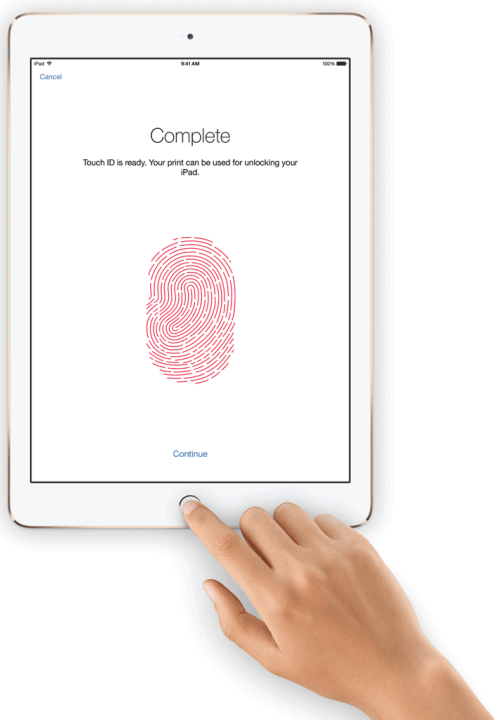 iPad 9:41 AM 100%
Cancel
Complete
Touch ID is ready. Your print can be used for unlocking your
iPad.
Continue